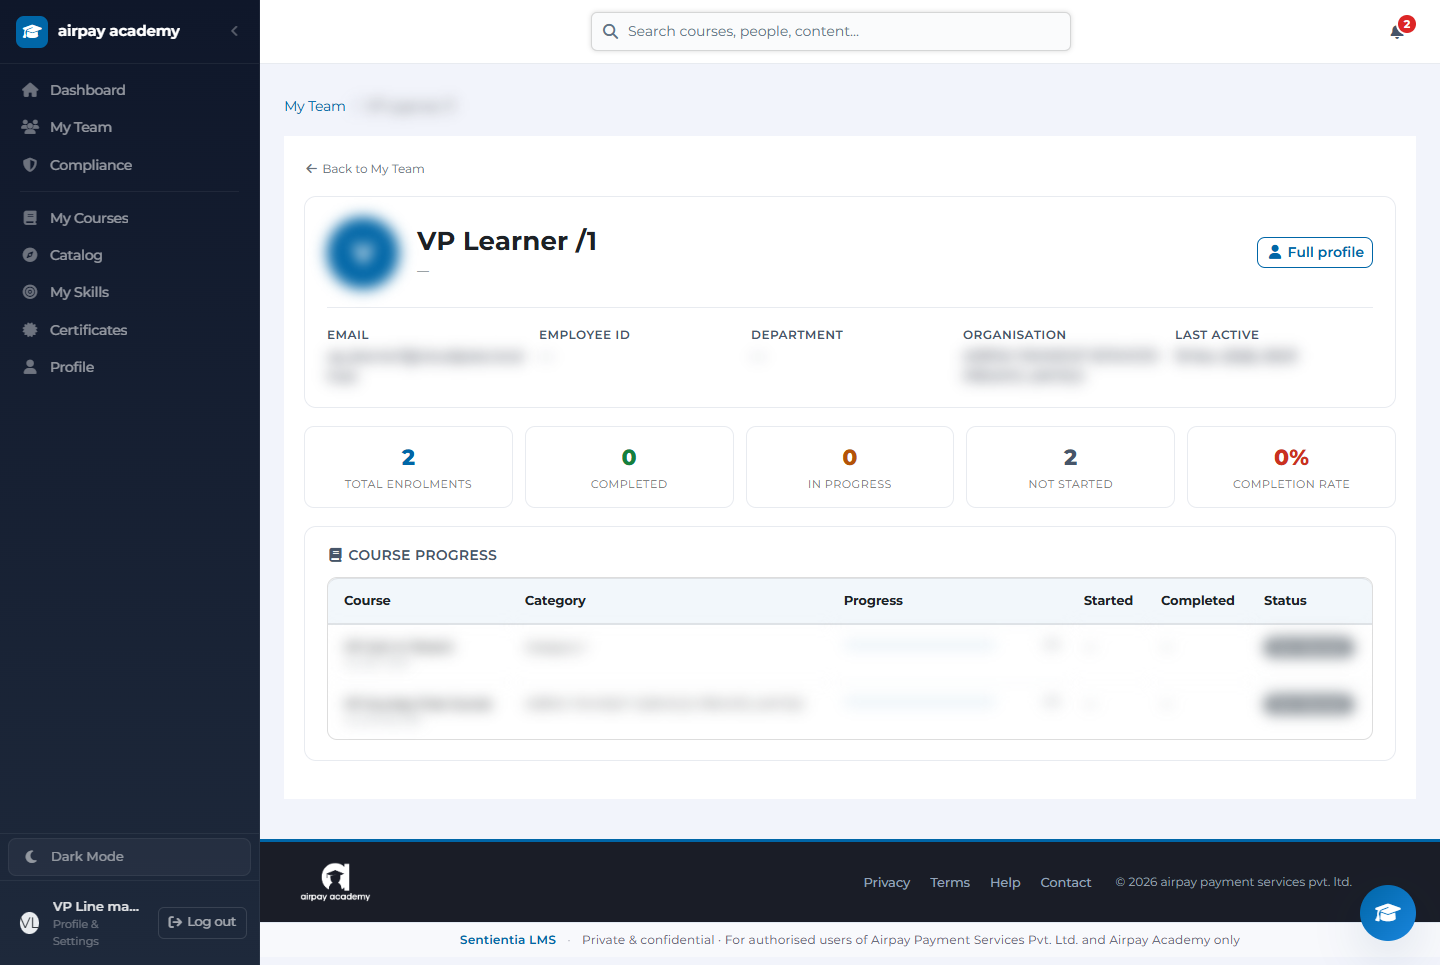 airpay academy
Search courses, people, content...
2
Dashboard
My Team
Compliance
My Courses
Catalog
My Skills
Certificates
Profile
Dark Mode
VP Line ma...
Profile &
Settings
Log out
VL
My Team
Back to My Team
VP Learner /1
—
Full profile
EMAIL
EMPLOYEE ID
DEPARTMENT
ORGANISATION
LAST ACTIVE
2
TOTAL ENROLMENTS
0
COMPLETED
0
IN PROGRESS
2
NOT STARTED
0%
COMPLETION RATE
COURSE PROGRESS
Course Category Progress Started Completed Status
airpay academy
Privacy Terms Help Contact © 2026 airpay payment services pvt. ltd.
Sentientia LMS · Private & confidential · For authorised users of Airpay Payment Services Pvt. Ltd. and Airpay Academy only